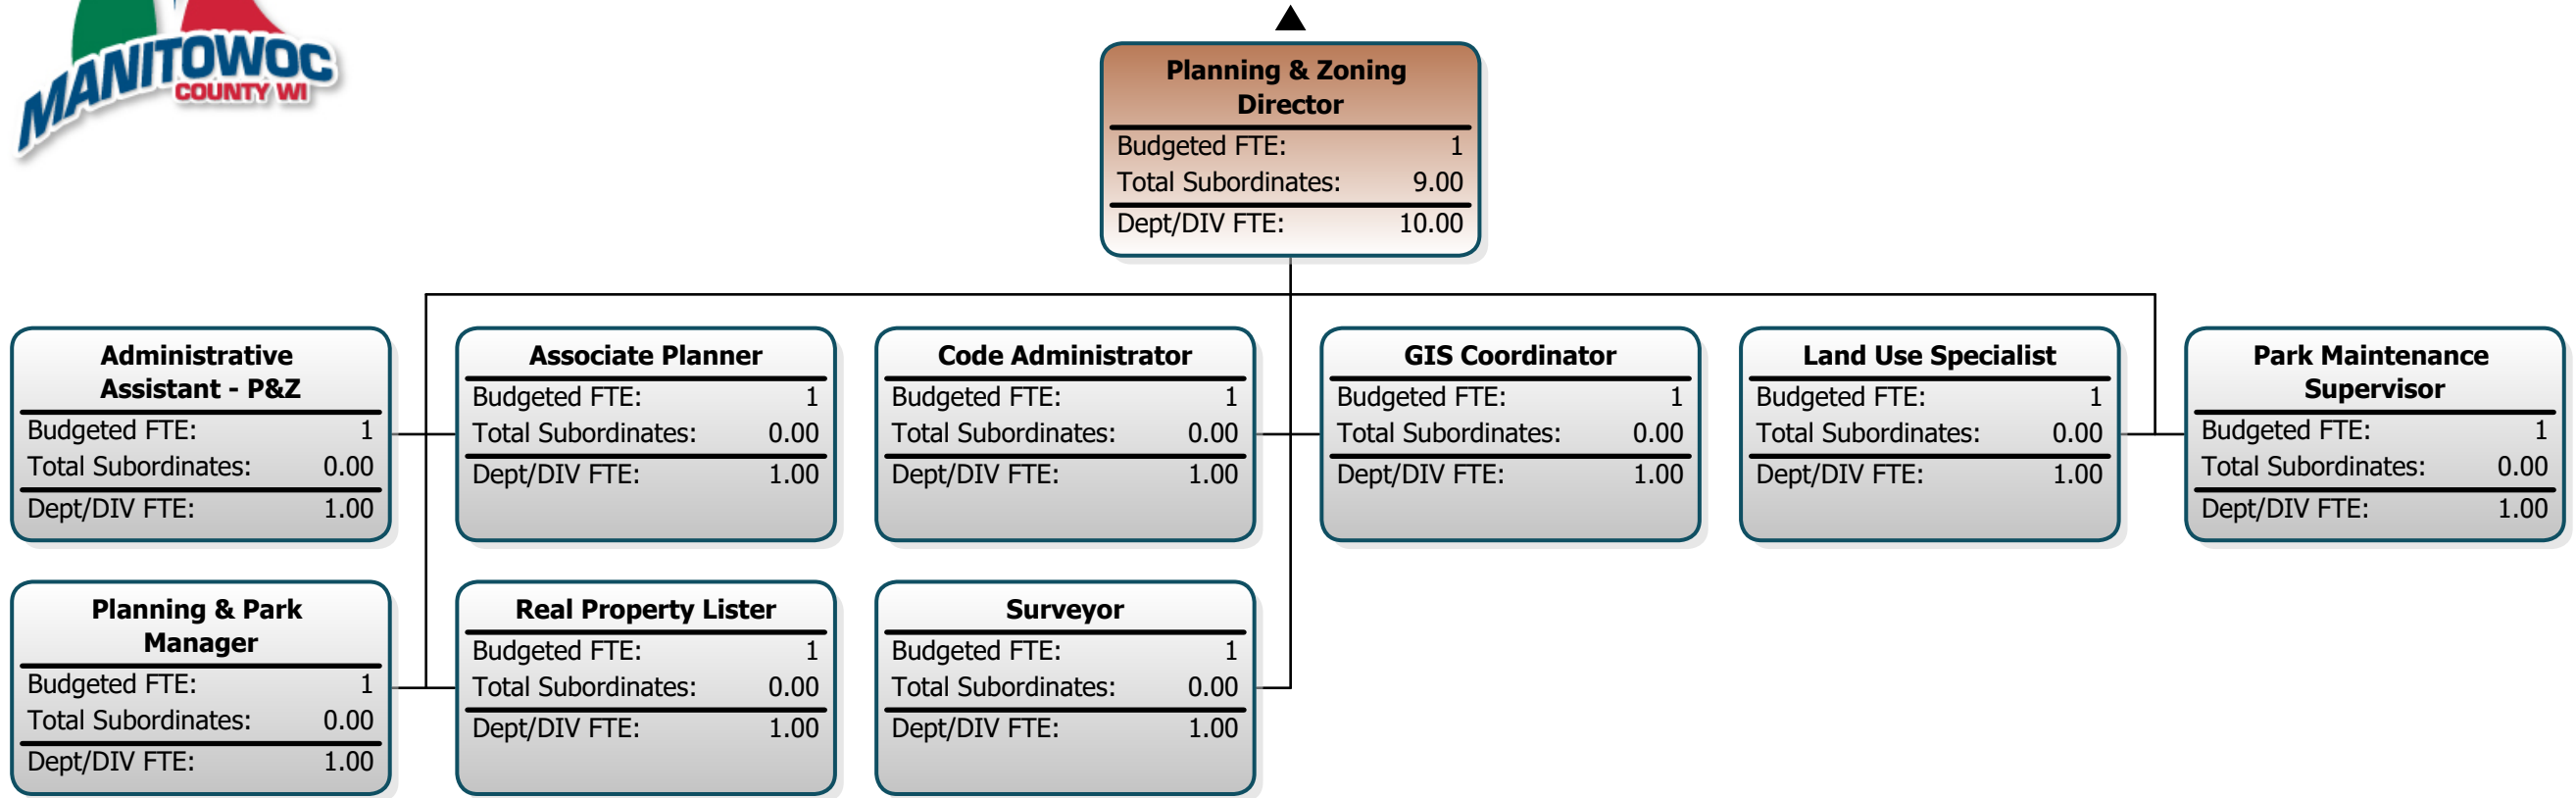 MANITOWOC
COUNTY WI
Planning & Zoning
Director
Budgeted FTE: 1
Total Subordinates: 9.00
Dept/DIV FTE: 10.00
Administrative
Assistant - P&Z
Budgeted FTE: 1
Total Subordinates: 0.00
Dept/DIV FTE: 1.00
Associate Planner
Budgeted FTE: 1
Total Subordinates: 0.00
Dept/DIV FTE: 1.00
Code Administrator
Budgeted FTE: 1
Total Subordinates: 0.00
Dept/DIV FTE: 1.00
GIS Coordinator
Budgeted FTE: 1
Total Subordinates: 0.00
Dept/DIV FTE: 1.00
Land Use Specialist
Budgeted FTE: 1
Total Subordinates: 0.00
Dept/DIV FTE: 1.00
Park Maintenance
Supervisor
Budgeted FTE: 1
Total Subordinates: 0.00
Dept/DIV FTE: 1.00
Planning & Park
Manager
Budgeted FTE: 1
Total Subordinates: 0.00
Dept/DIV FTE: 1.00
Real Property Lister
Budgeted FTE: 1
Total Subordinates: 0.00
Dept/DIV FTE: 1.00
Surveyor
Budgeted FTE: 1
Total Subordinates: 0.00
Dept/DIV FTE: 1.00